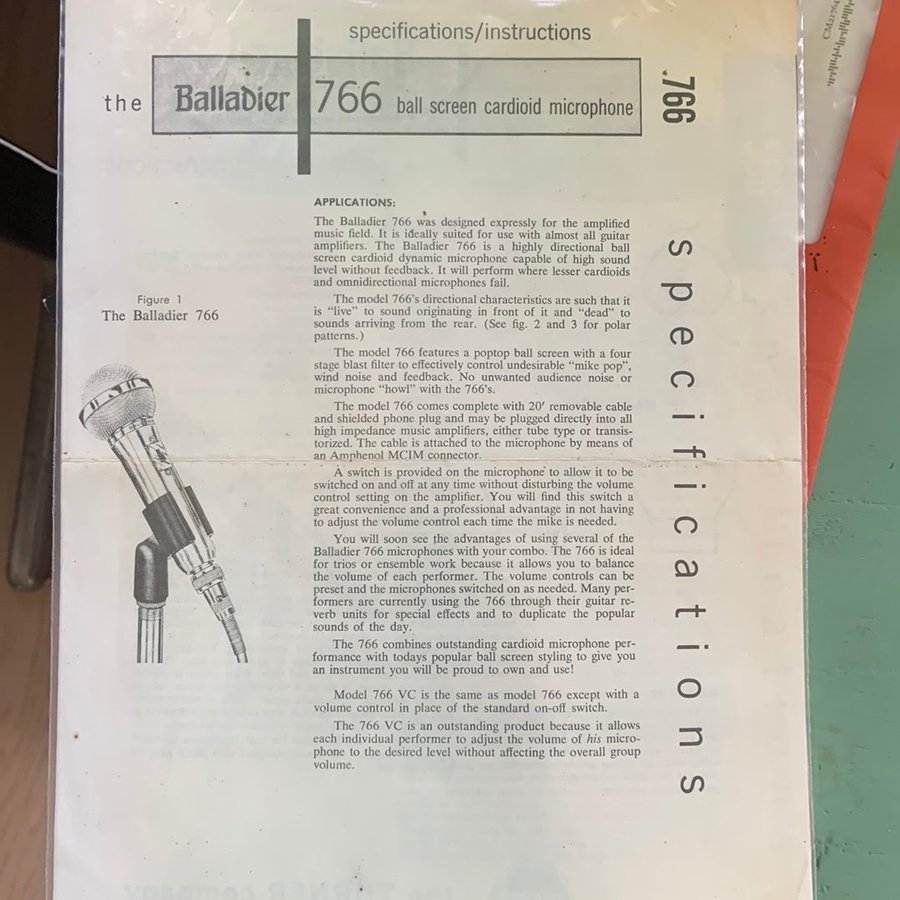 specifications/instructions
the Balladier 766 ball screen cardioid microphone
.766
specifications
APPLICATIONS:
The Balladier 766 was designed expressly for the amplified
music field. It is ideally suited for use with almost all guitar
amplifiers. The Balladier 766 is a highly directional ball
screen cardioid dynamic microphone capable of high sound
level without feedback. It will perform where lesser cardioids
and omnidirectional microphones fail.
The model 766's directional characteristics are such that it
is “live” to sound originating in front of it and “dead” to
sounds arriving from the rear. (See fig. 2 and 3 for polar
patterns.)
The model 766 features a poptop ball screen with a four
stage blast filter to effectively control undesirable “mike pop”,
wind noise and feedback. No unwanted audience noise or
microphone “howl” with the 766's.
The model 766 comes complete with 20′ removable cable
and shielded phone plug and may be plugged directly into all
high impedance music amplifiers, either tube type or transis-
torized. The cable is attached to the microphone by means of
an Amphenol MCIM connector.
A switch is provided on the microphone to allow it to be
switched on and off at any time without disturbing the volume
control setting on the amplifier. You will find this switch a
great convenience and a professional advantage in not having
to adjust the volume control each time the mike is needed.
You will soon see the advantages of using several of the
Balladier 766 microphones with your combo. The 766 is ideal
for trios or ensemble work because it allows you to balance
the volume of each performer. The volume controls can be
preset and the microphones switched on as needed. Many per-
formers are currently using the 766 through their guitar re-
verb units for special effects and to duplicate the popular
sounds of the day.
The 766 combines outstanding cardioid microphone per-
formance with todays popular ball screen styling to give you
an instrument you will be proud to own and use!
Model 766 VC is the same as model 766 except with a
volume control in place of the standard on-off switch.
The 766 VC is an outstanding product because it allows
each individual performer to adjust the volume of his micro-
phone to the desired level without affecting the overall group
volume.
Figure 1
The Balladier 766